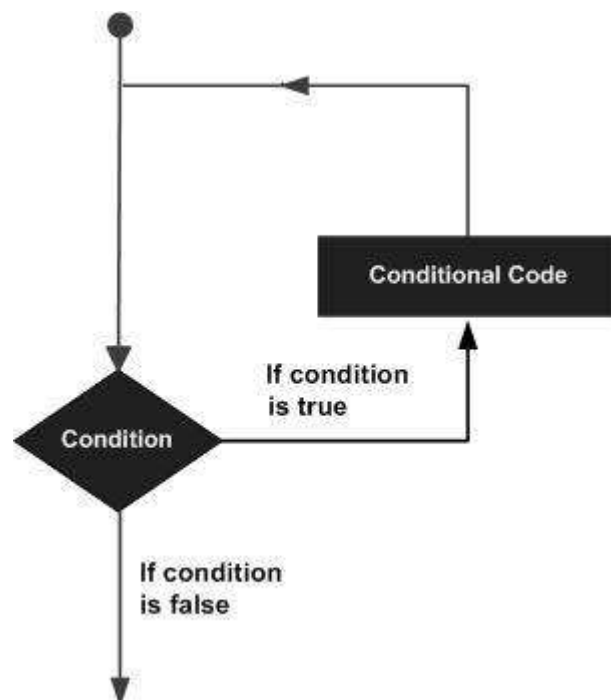 Conditional Code
If condition
is true
Condition
If condition
is false